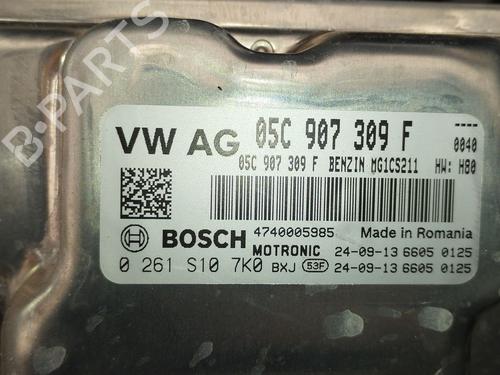 VW AG 05C 907 309 F
0040
05C 907 309 F BENZIN MG1CS211 HW: H80
BOSCH 4740005985 Made in Romania
MOTRONIC 24-09-13 6605 0125
0 261 S10 7K0 BXJ 53F 24-09-13 6605 0125
B-PARTS